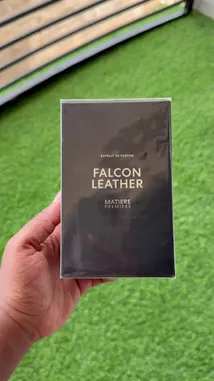 EXTRAIT DE PARFUM
FALCON
LEATHER
MATIERE
PREMIERE